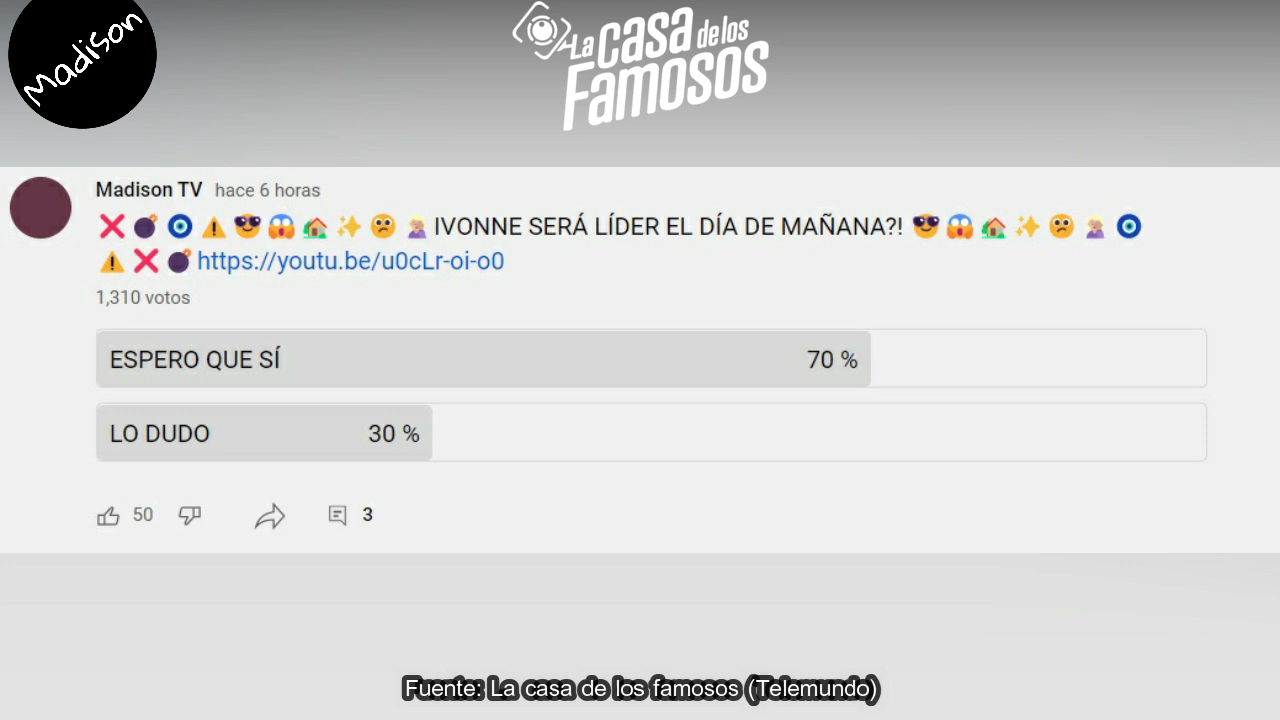 Madison
La casa de los
Famosos
Madison TV hace 6 horas
❌ 💣 🧿 ⚠️ 😎 😱 🏠 ✨ 😕 🤦🏼‍♀️ IVONNE SERÁ LÍDER EL DÍA DE MAÑANA?! 😎 😱 🏠 ✨ 😕 🤦🏼‍♀️ 🧿
⚠️ ❌ 💣 https://youtu.be/u0cLr-oi-o0
1,310 votos
ESPERO QUE SÍ 70 %
LO DUDO 30 %
50 3
Fuente: La casa de los famosos (Telemundo)